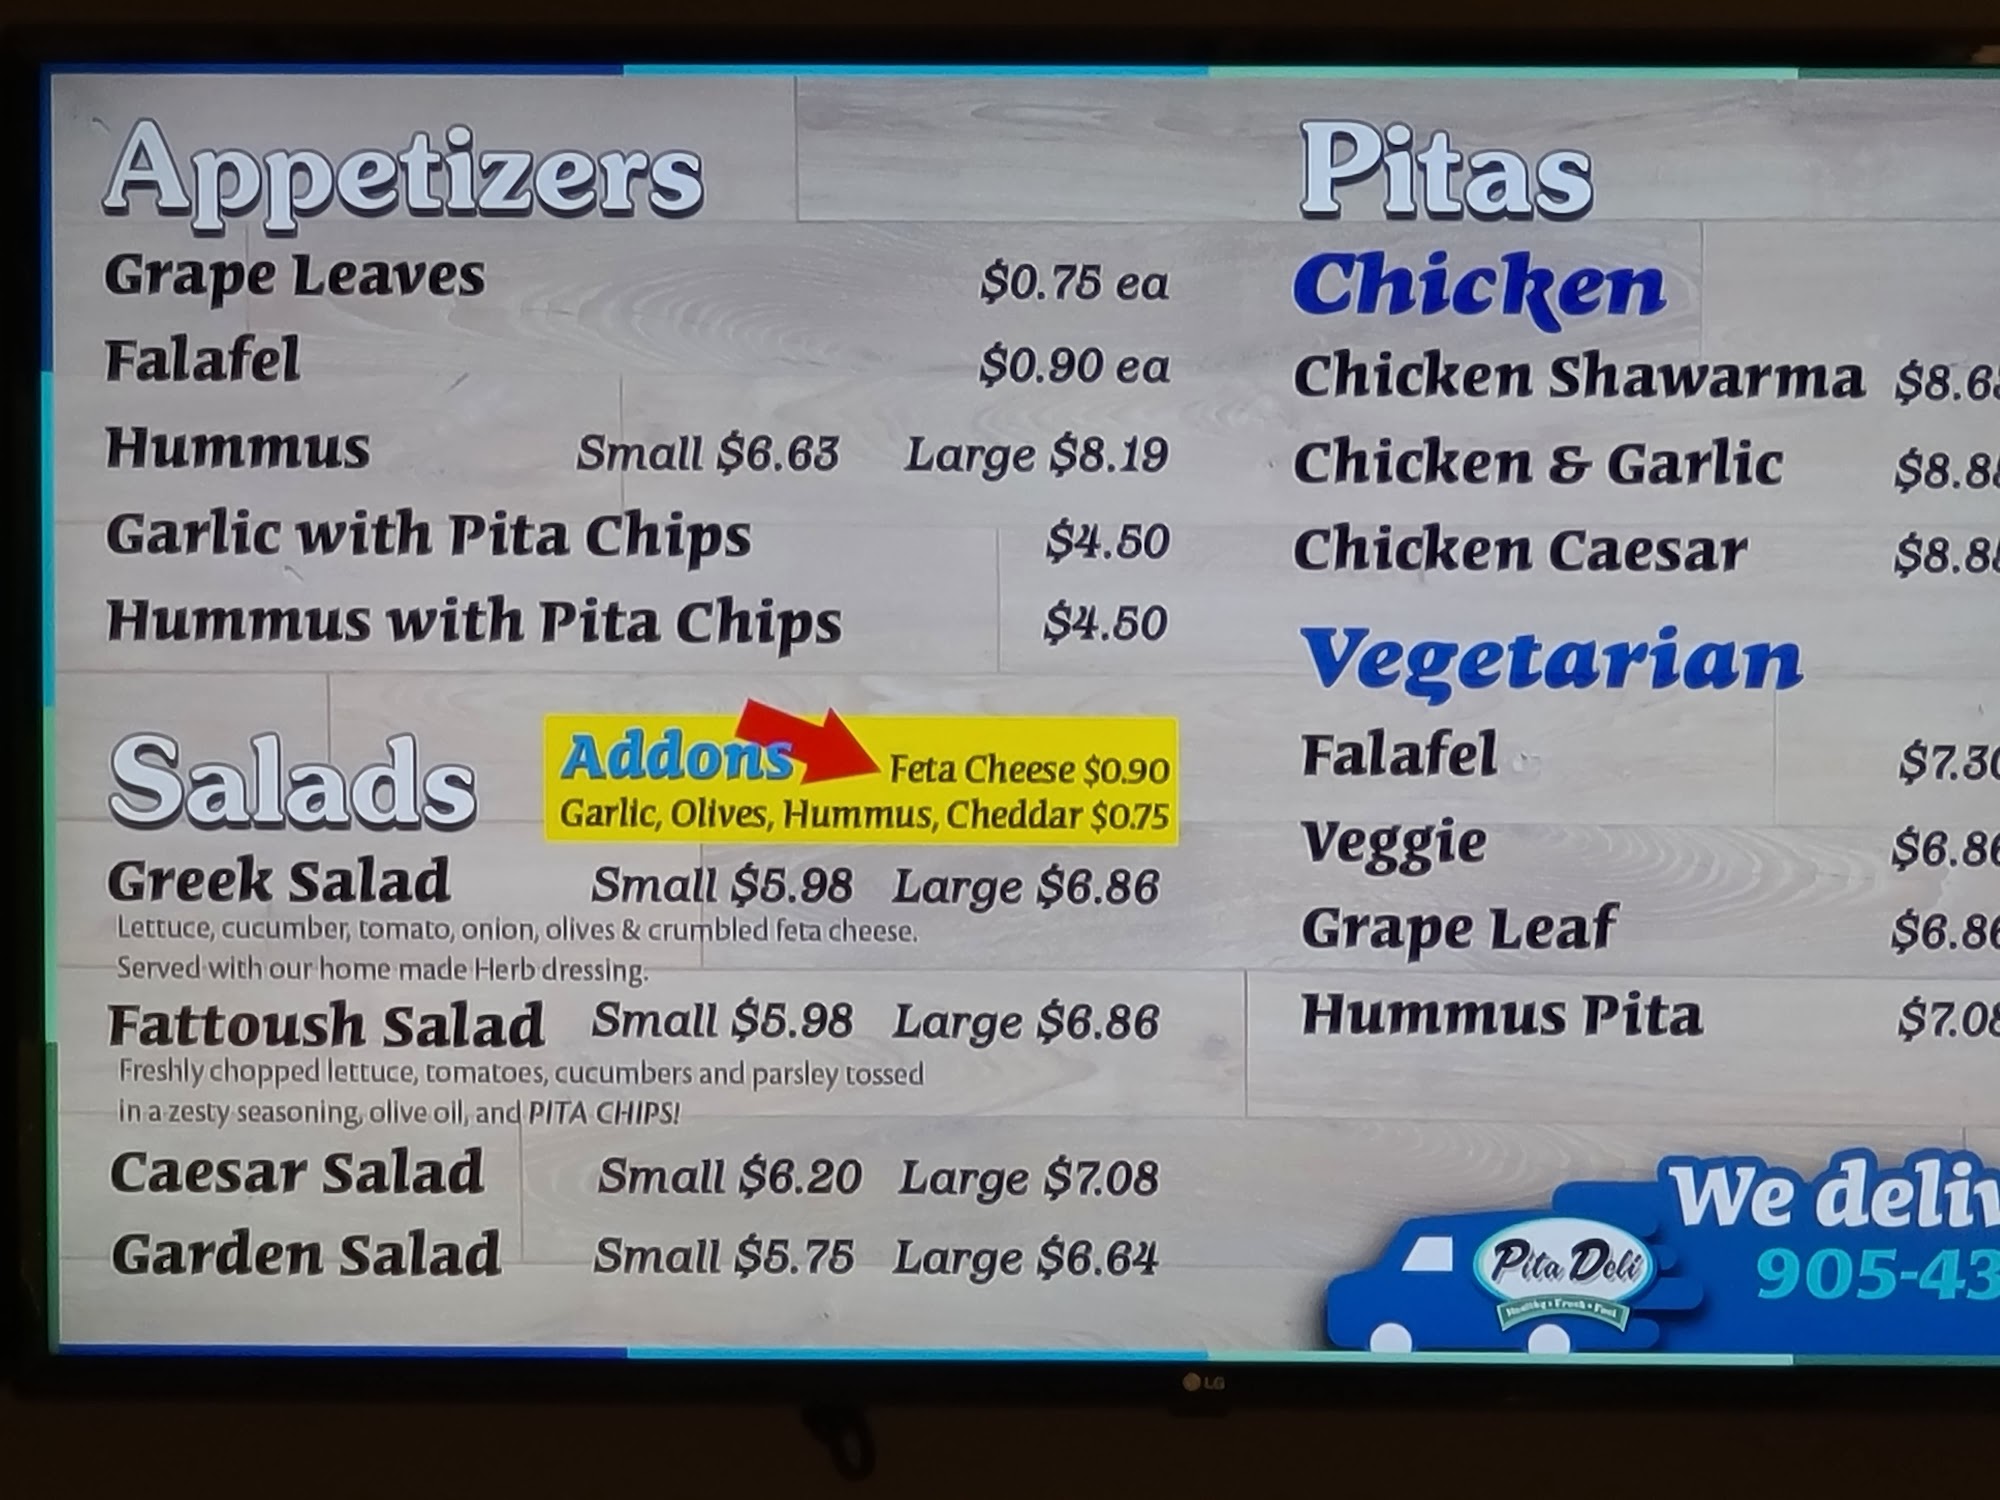 Appetizers
Grape Leaves $0.75 ea
Falafel $0.90 ea
Hummus Small $6.63 Large $8.19
Garlic with Pita Chips $4.50
Hummus with Pita Chips $4.50
Salads
Addons Feta Cheese $0.90
Garlic, Olives, Hummus, Cheddar $0.75
Greek Salad Small $5.98 Large $6.86
Lettuce, cucumber, tomato, onion, olives & crumbled feta cheese.
Served with our home made Herb dressing.
Fattoush Salad Small $5.98 Large $6.86
Freshly chopped lettuce, tomatoes, cucumbers and parsley tossed
in a zesty seasoning, olive oil, and PITA CHIPS!
Caesar Salad Small $6.20 Large $7.08
Garden Salad Small $5.75 Large $6.64
Pitas
Chicken
Chicken Shawarma
Chicken & Garlic
Chicken Caesar
Vegetarian
Falafel
Veggie
Grape Leaf
Hummus Pita
We
Pita Deli
LG